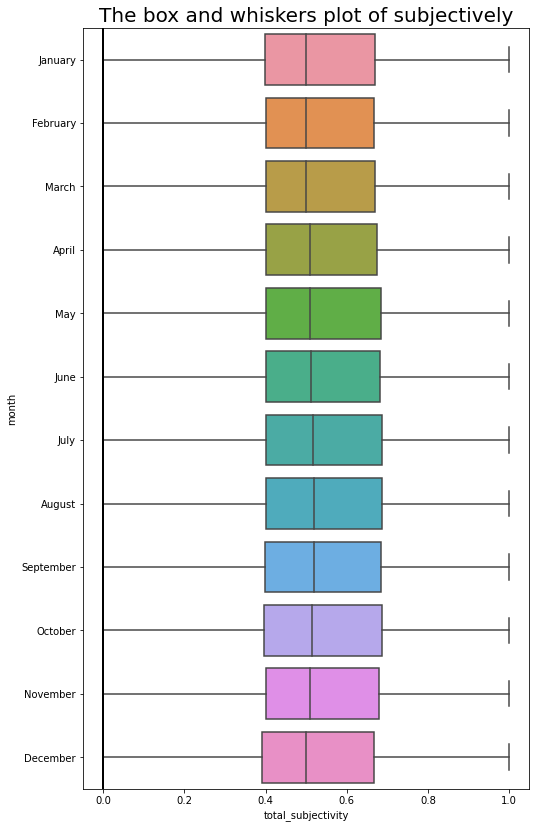 The box and whiskers plot of subjectively
January
February
March
April
May
June
month
July
August
September
October
November
December
0.0 0.2 0.4 0.6 0.8 1.0
total_subjectivity